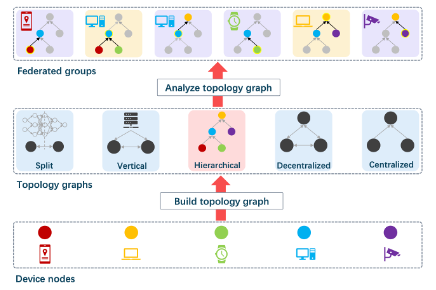 Federated groups
Analyze topology graph
Split
Vertical
Hierarchical
Decentralized
Centralized
Topology graphs
Build topology graph
Device nodes